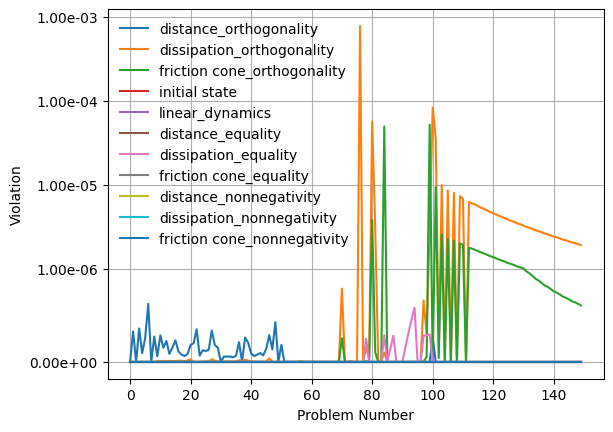 1.00e-03
1.00e-04
1.00e-05
1.00e-06
0.00e+00
Violation
distance_orthogonality
dissipation_orthogonality
friction cone_orthogonality
initial state
linear_dynamics
distance_equality
dissipation_equality
friction cone_equality
distance_nonnegativity
dissipation_nonnegativity
friction cone_nonnegativity
0 20 40 60 80 100 120 140
Problem Number